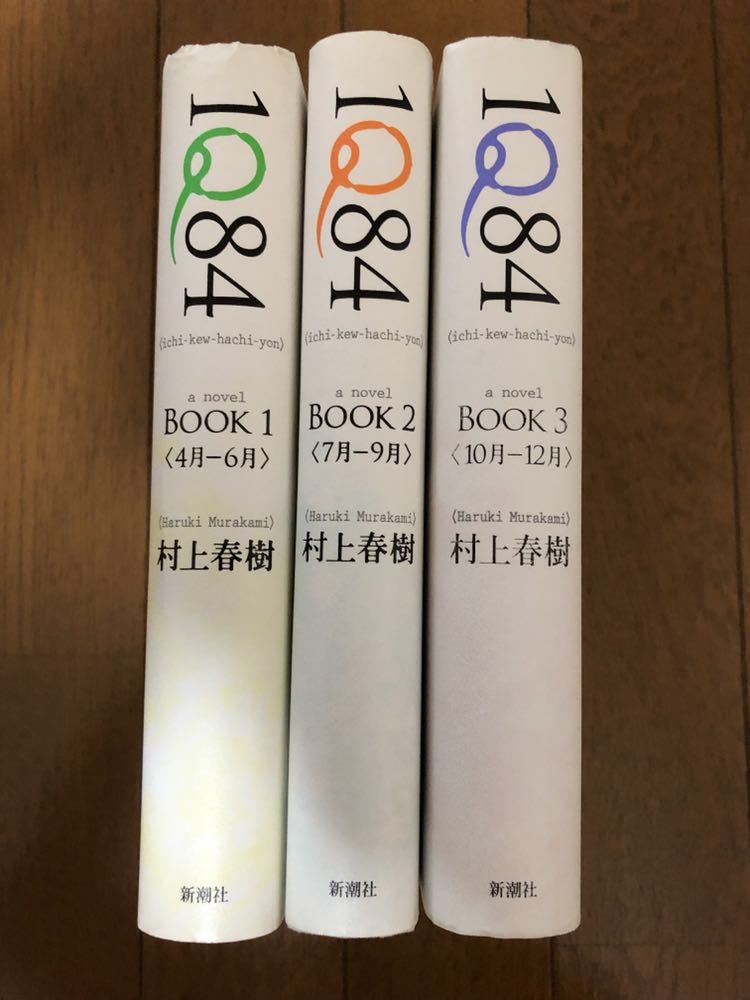 1Q84
(ichi-kew-hachi-yon)
a novel
BOOK 1
〈4月−6月〉
(Haruki Murakami)
村上春樹
新潮社
1Q84
(ichi-kew-hachi-yon)
a novel
BOOK 2
〈7月−9月〉
(Haruki Murakami)
村上春樹
新潮社
1Q84
(ichi-kew-hachi-yon)
a novel
BOOK 3
〈10月−12月〉
(Haruki Murakami)
村上春樹
新潮社